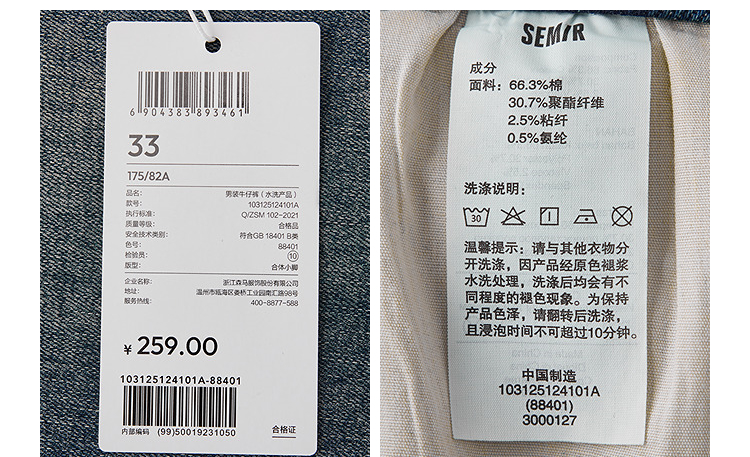 6 904383 893461
33
175/82A
品名: 男装牛仔裤（水洗产品）
款号: 103125124101A
执行标准: Q/ZSM 102-2021
质量等级: 合格品
安全技术类别: 符合GB 18401 B类
色号: 88401
检验员: 10
版型: 合体小脚
企业名称: 浙江森马服饰股份有限公司
地址: 温州市瓯海区娄桥工业园南汇路98号
服务热线: 400-8877-588
¥ 259.00
103125124101A-88401
内部编码 (99)50019231050
合格证
SEMIR
成分
面料: 66.3%棉
30.7%聚酯纤维
2.5%粘纤
0.5%氨纶
洗涤说明:
30
温馨提示: 请与其他衣物分
开洗涤，因产品经原色褪浆
水洗处理，洗涤后均会有不
同程度的褪色现象。为保持
产品色泽，请翻转后洗涤，
且浸泡时间不可超过10分钟。
中国制造
103125124101A
(88401)
3000127